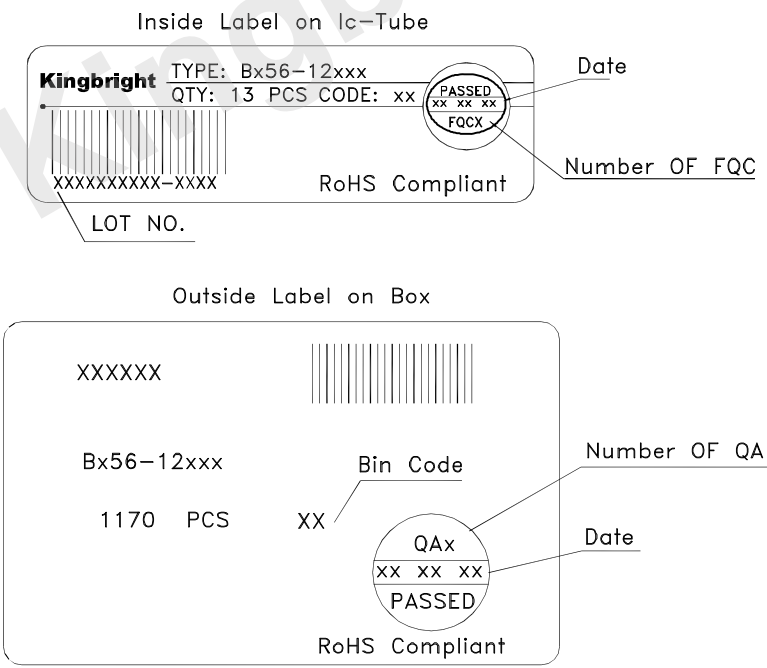 Inside Label on Ic-Tube
Date
Kingbright
TYPE: Bx56-12xxx
QTY: 13 PCS CODE: xx
PASSED
xx xx xx
FQCX
Number OF FQC
XXXXXXXXXX-XXXX
RoHS Compliant
LOT NO.
Outside Label on Box
XXXXXX
Bx56-12xxx
Bin Code
Number OF QA
1170 PCS
XX
QAx
Date
xx xx xx
PASSED
RoHS Compliant